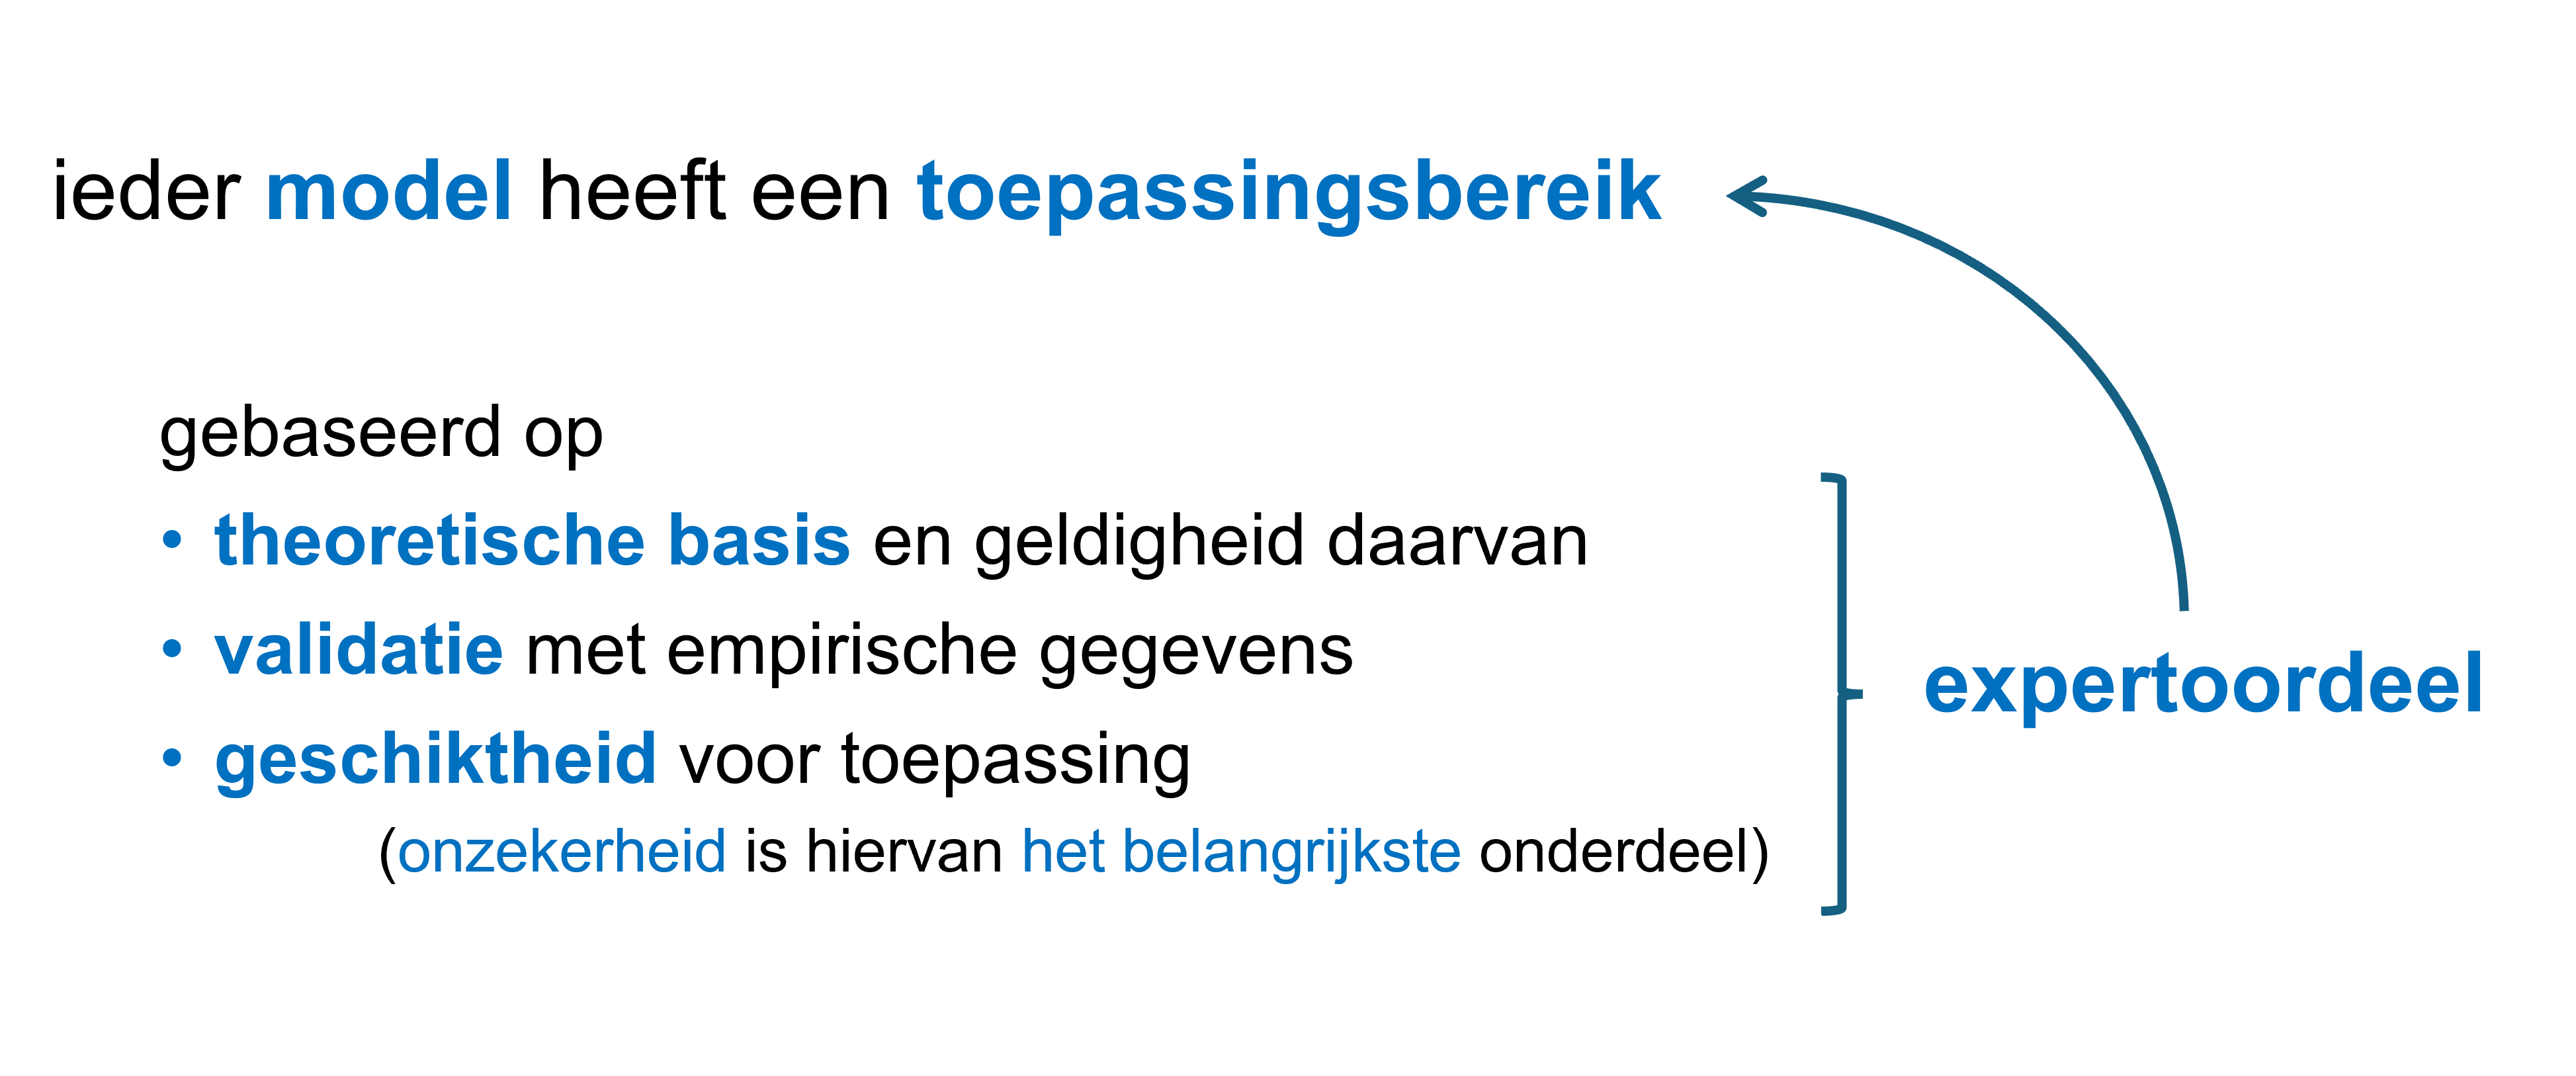 ieder model heeft een toepassingsbereik
gebaseerd op
• theoretische basis en geldigheid daarvan
• validatie met empirische gegevens
• geschiktheid voor toepassing
(onzekerheid is hiervan het belangrijkste onderdeel)
expertoordeel